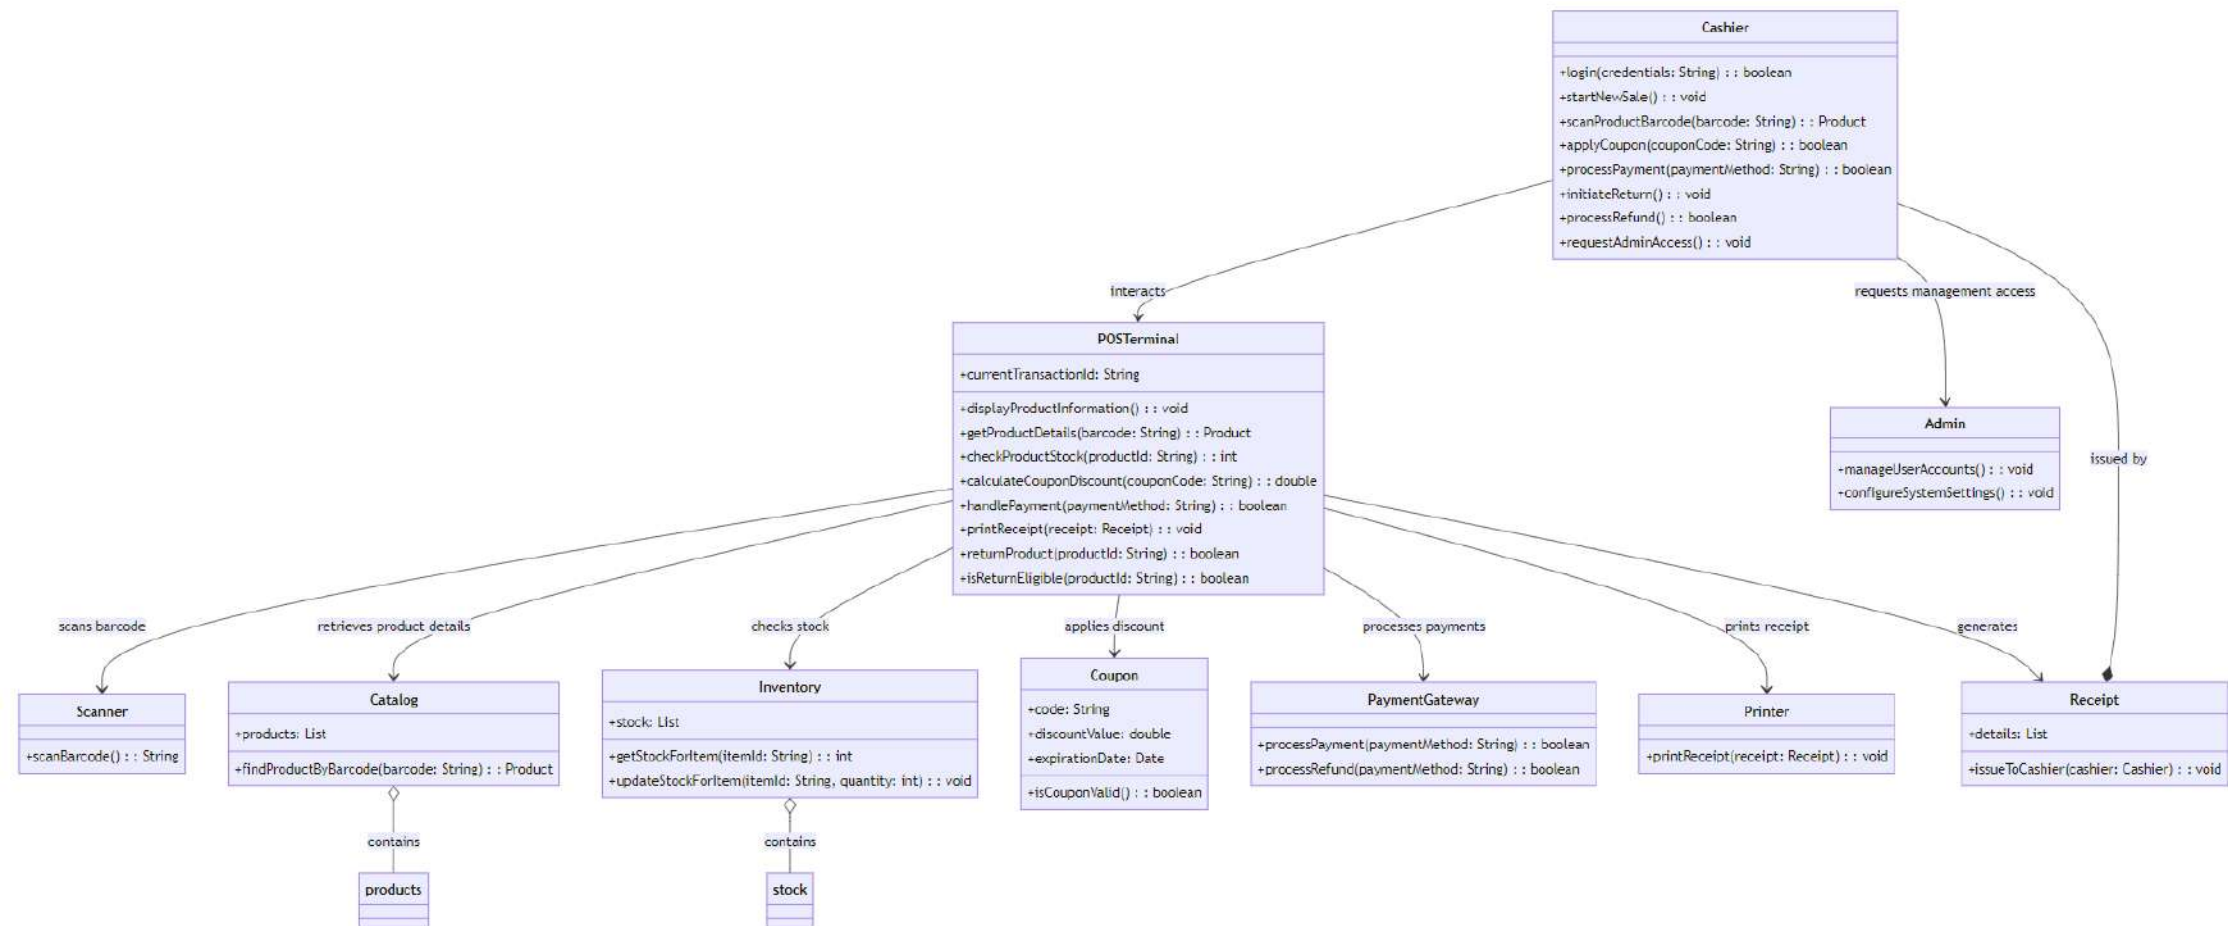 Cashier
+login(credentials: String) : : boolean
+startNewSale() : : void
+scanProductBarcode(barcode: String) : : Product
+applyCoupon(couponCode: String) : : boolean
+processPayment(paymentMethod: String) : : boolean
+initiateReturn() : : void
+processRefund() : : boolean
+requestAdminAccess() : : void
interacts
requests management access
POSTerminal
+currentTransactionId: String
+displayProductInformation() : : void
+getProductDetails(barcode: String) : : Product
+checkProductStock(productId: String) : : int
+calculateCouponDiscount(couponCode: String) : : double
+handlePayment(paymentMethod: String) : : boolean
+printReceipt(receipt: Receipt) : : void
+returnProduct(productId: String) : : boolean
+isReturnEligible(productId: String) : : boolean
Admin
+manageUserAccounts() : : void
+configureSystemSettings() : : void
issued by
scans barcode
retrieves product details
checks stock
applies discount
processes payments
prints receipt
generates
Scanner
+scanBarcode() : : String
Catalog
+products: List
+findProductByBarcode(barcode: String) : : Product
Inventory
+stock: List
+getStockForItem(itemId: String) : : int
+updateStockForItem(itemId: String, quantity: int) : : void
Coupon
+code: String
+discountValue: double
+expirationDate: Date
+isCouponValid() : : boolean
PaymentGateway
+processPayment(paymentMethod: String) : : boolean
+processRefund(paymentMethod: String) : : boolean
Printer
+printReceipt(receipt: Receipt) : : void
Receipt
+details: List
+issueToCashier(cashier: Cashier) : : void
contains
contains
products
stock